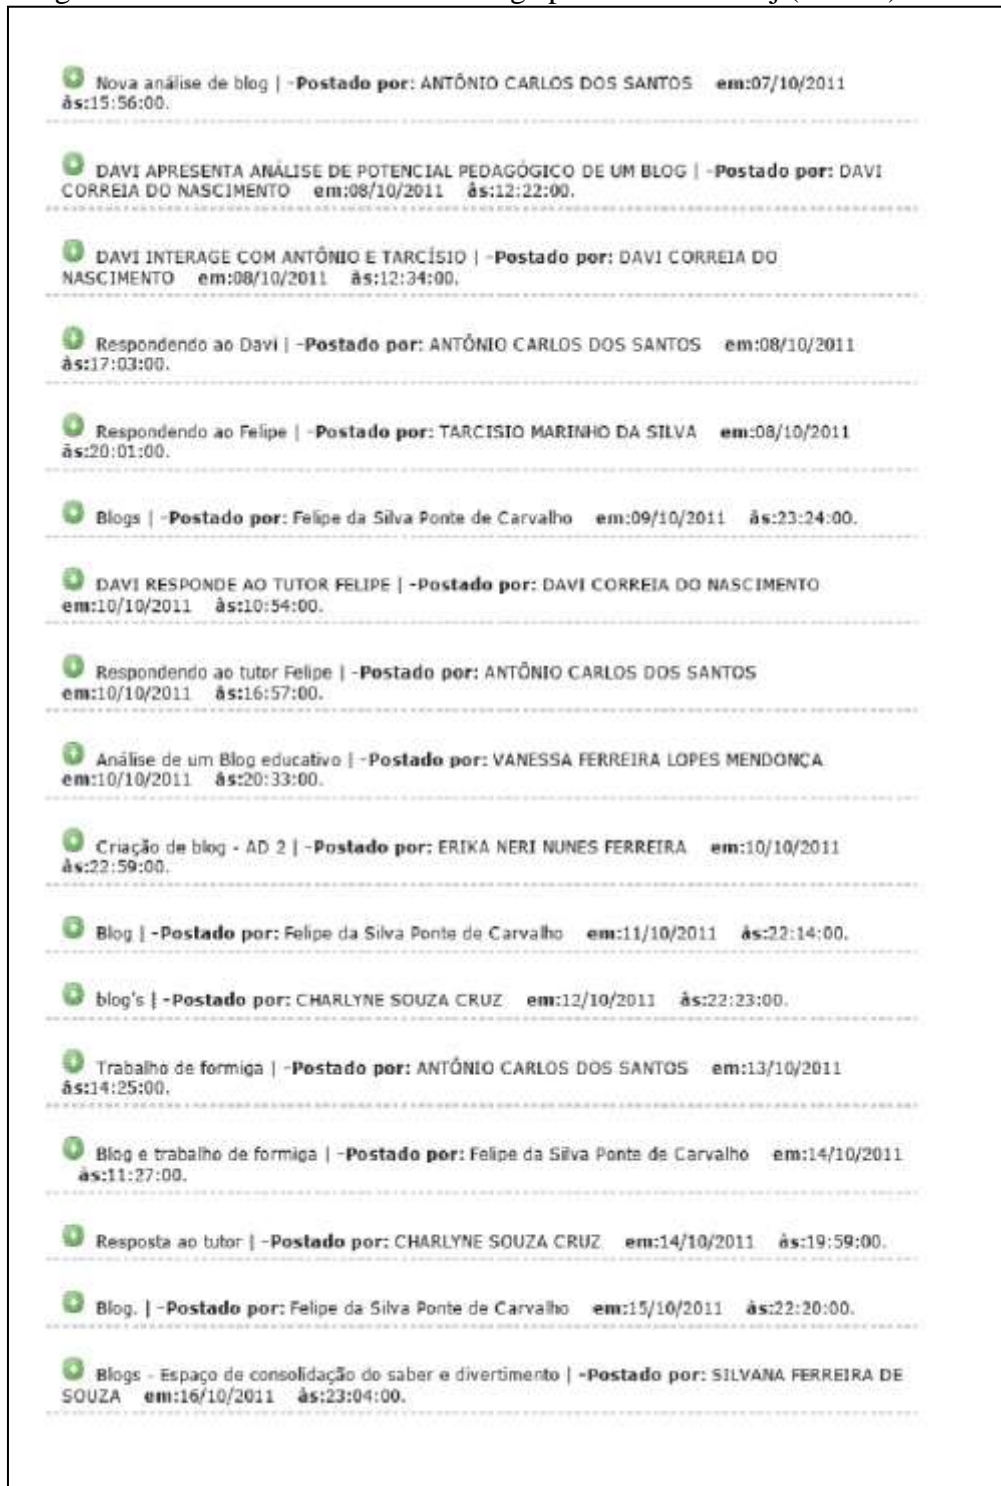 Nova análise de blog | -Postado por: ANTÔNIO CARLOS DOS SANTOS em:07/10/2011
às:15:56:00.
DAVI APRESENTA ANÁLISE DE POTENCIAL PEDAGÓGICO DE UM BLOG | -Postado por: DAVI
CORREIA DO NASCIMENTO em:08/10/2011 às:12:22:00.
DAVI INTERAGE COM ANTÔNIO E TARCÍSIO | -Postado por: DAVI CORREIA DO
NASCIMENTO em:08/10/2011 às:12:34:00.
Respondendo ao Davi | -Postado por: ANTÔNIO CARLOS DOS SANTOS em:08/10/2011
às:17:03:00.
Respondendo ao Felipe | -Postado por: TARCISIO MARINHO DA SILVA em:08/10/2011
às:20:01:00.
Blogs | -Postado por: Felipe da Silva Ponte de Carvalho em:09/10/2011 às:23:24:00.
DAVI RESPONDE AO TUTOR FELIPE | -Postado por: DAVI CORREIA DO NASCIMENTO
em:10/10/2011 às:10:54:00.
Respondendo ao tutor Felipe | -Postado por: ANTÔNIO CARLOS DOS SANTOS
em:10/10/2011 às:16:57:00.
Análise de um Blog educativo | -Postado por: VANESSA FERREIRA LOPES MENDONÇA
em:10/10/2011 às:20:33:00.
Criação de blog - AD 2 | -Postado por: ERIKA NERI NUNES FERREIRA em:10/10/2011
às:22:59:00.
Blog | -Postado por: Felipe da Silva Ponte de Carvalho em:11/10/2011 às:22:14:00.
blog's | -Postado por: CHARLYNE SOUZA CRUZ em:12/10/2011 às:22:23:00.
Trabalho de formiga | -Postado por: ANTÔNIO CARLOS DOS SANTOS em:13/10/2011
às:14:25:00.
Blog e trabalho de formiga | -Postado por: Felipe da Silva Ponte de Carvalho em:14/10/2011
às:11:27:00.
Resposta ao tutor | -Postado por: CHARLYNE SOUZA CRUZ em:14/10/2011 às:19:59:00.
Blog. | -Postado por: Felipe da Silva Ponte de Carvalho em:15/10/2011 às:22:20:00.
Blogs - Espaço de consolidação do saber e divertimento | -Postado por: SILVANA FERREIRA DE
SOUZA em:16/10/2011 às:23:04:00.